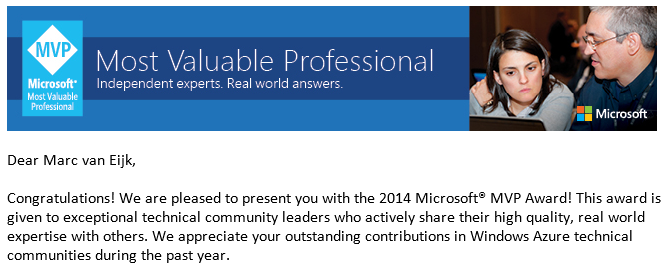 MVP
Microsoft®
Most Valuable
Professional
Most Valuable Professional
Independent experts. Real world answers.
Microsoft
Dear Marc van Eijk,
Congratulations! We are pleased to present you with the 2014 Microsoft® MVP Award! This award is
given to exceptional technical community leaders who actively share their high quality, real world
expertise with others. We appreciate your outstanding contributions in Windows Azure technical
communities during the past year.